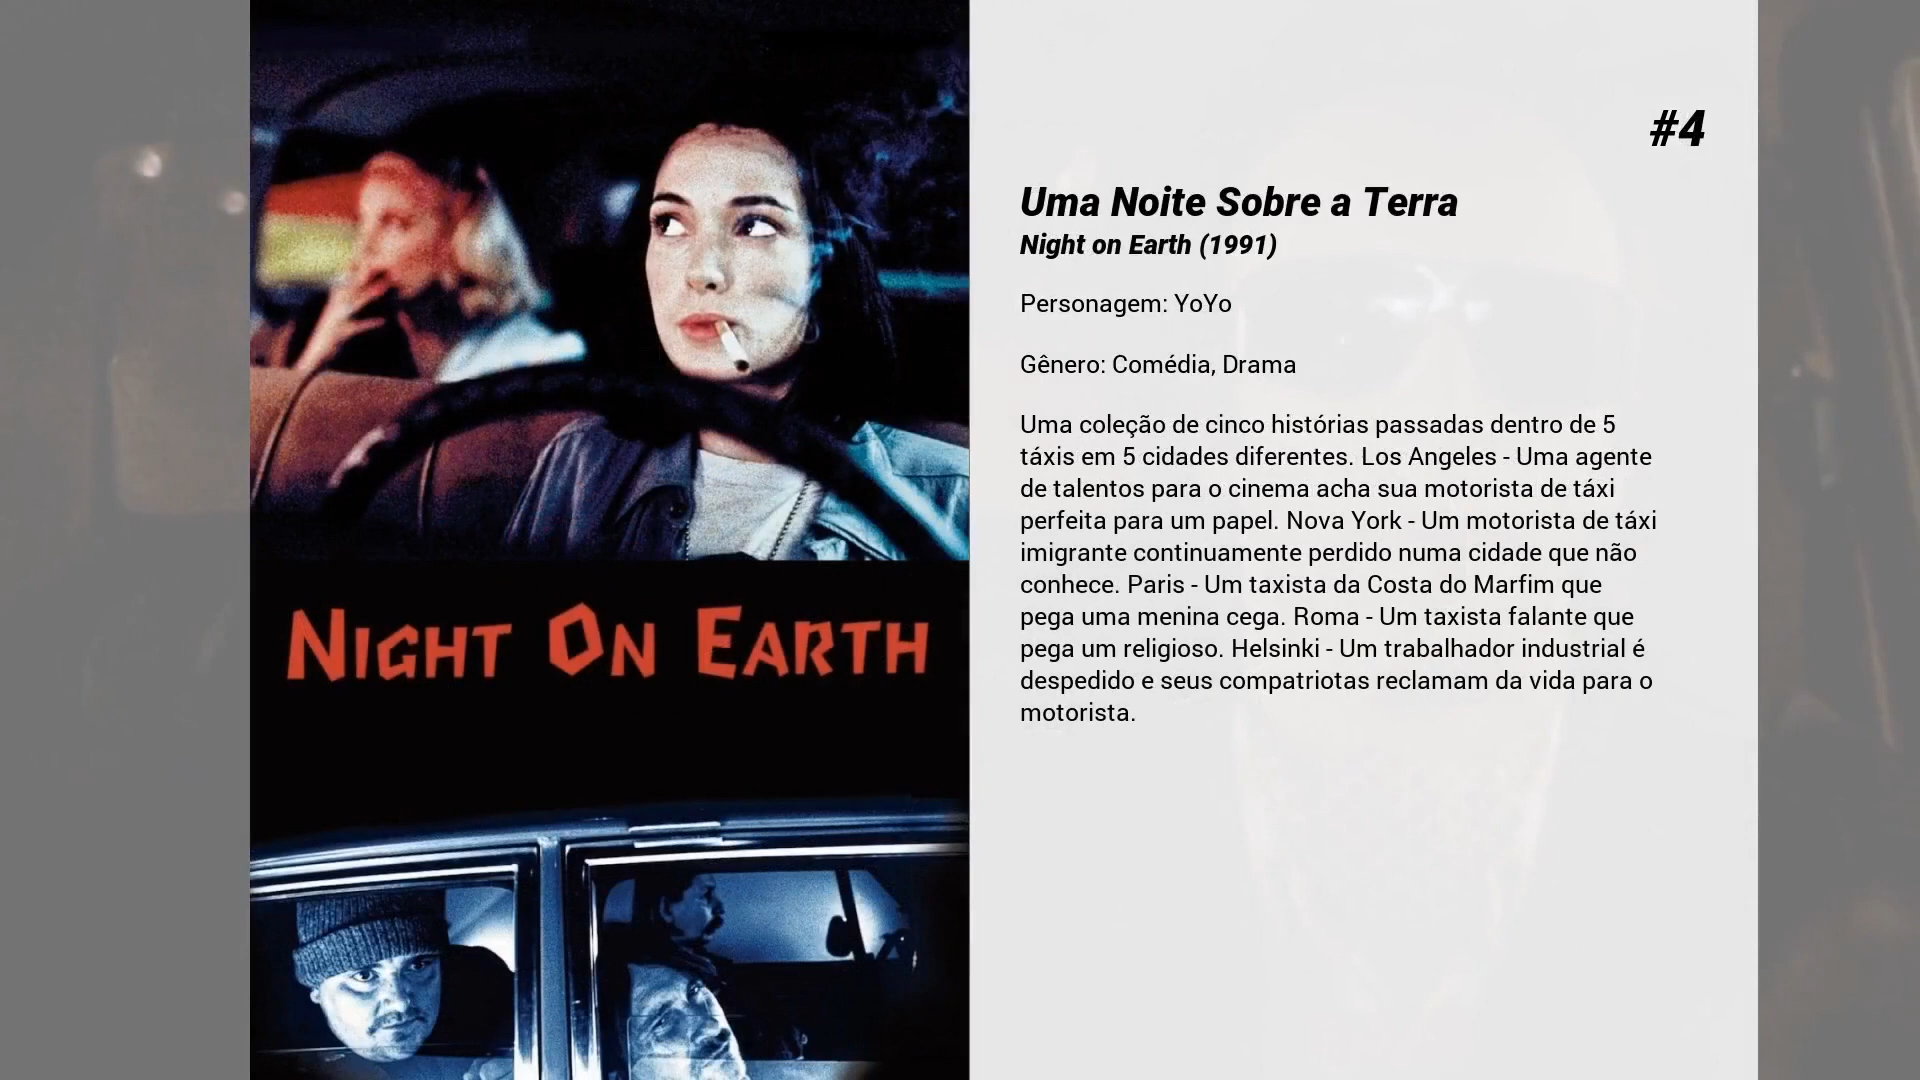 NIGHT ON EARTH
#4
Uma Noite Sobre a Terra
Night on Earth (1991)
Personagem: YoYo
Gênero: Comédia, Drama
Uma coleção de cinco histórias passadas dentro de 5
táxis em 5 cidades diferentes. Los Angeles - Uma agente
de talentos para o cinema acha sua motorista de táxi
perfeita para um papel. Nova York - Um motorista de táxi
imigrante continuamente perdido numa cidade que não
conhece. Paris - Um taxista da Costa do Marfim que
pega uma menina cega. Roma - Um taxista falante que
pega um religioso. Helsinki - Um trabalhador industrial é
despedido e seus compatriotas reclamam da vida para o
motorista.